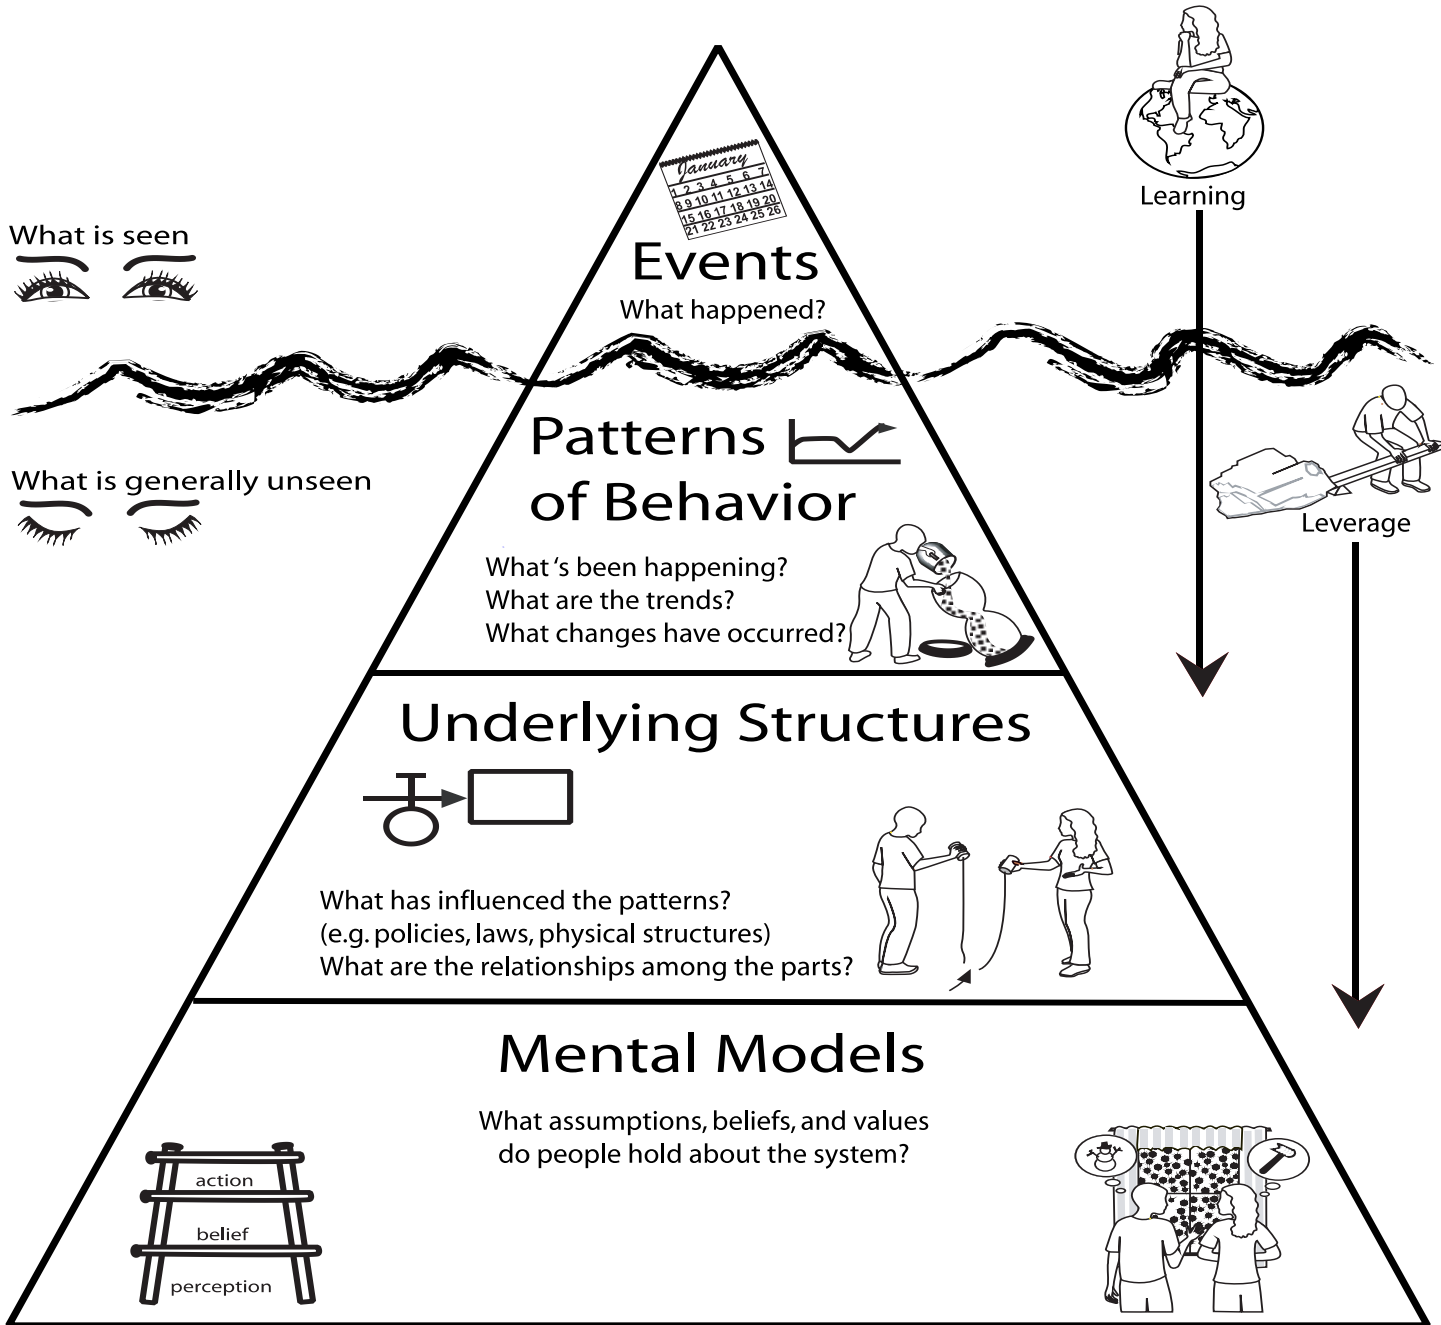 Learning
January
1 2 3 4 5 6 7
8 9 10 11 12 13 14
15 16 17 18 19 20
21 22 23 24 25 26
What is seen
Events
What happened?
Patterns
of Behavior
What is generally unseen
Leverage
What 's been happening?
What are the trends?
What changes have occurred?
Underlying Structures
What has influenced the patterns?
(e.g. policies, laws, physical structures)
What are the relationships among the parts?
Mental Models
What assumptions, beliefs, and values
do people hold about the system?
action
belief
perception